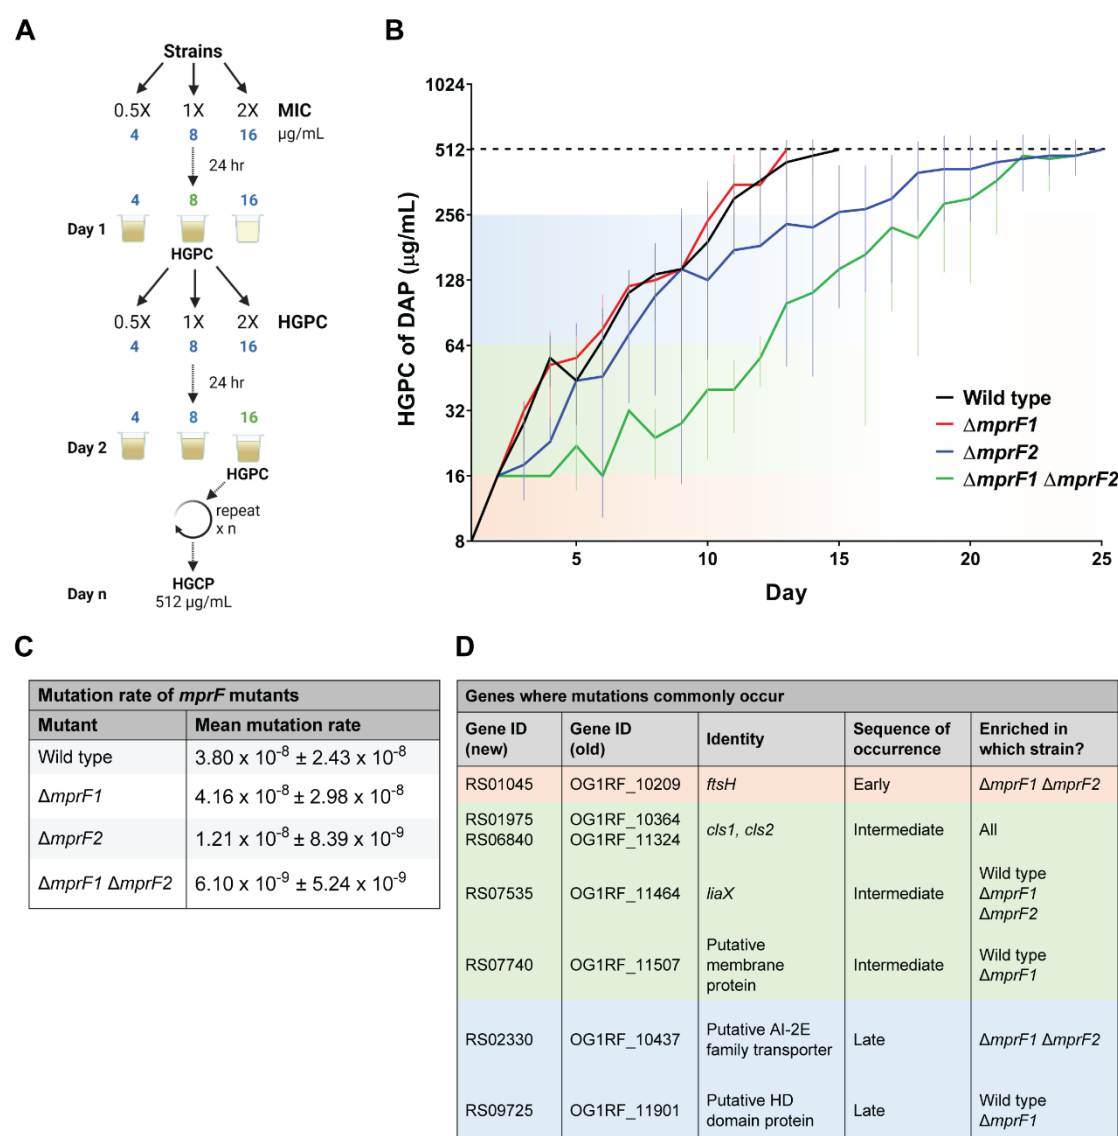 A
Strains
0.5X 1X 2X MIC
4 8 16 µg/mL
24 hr
4 8 16
Day 1
HGPC
0.5X 1X 2X HGPC
4 8 16
24 hr
4 8 16
Day 2
HGPC
repeat
x n
Day n
HGCP
512 µg/mL
B
HGPC of DAP (µg/mL)
1024
512
256
128
64
32
16
8
5 10 15 20 25
Day
Wild type
ΔmprF1
ΔmprF2
ΔmprF1 ΔmprF2
C
Mutation rate of mprF mutants
Mutant Mean mutation rate
Wild type 3.80 x 10⁻⁸ ± 2.43 x 10⁻⁸
ΔmprF1 4.16 x 10⁻⁸ ± 2.98 x 10⁻⁸
ΔmprF2 1.21 x 10⁻⁸ ± 8.39 x 10⁻⁹
ΔmprF1 ΔmprF2 6.10 x 10⁻⁹ ± 5.24 x 10⁻⁹
D
Genes where mutations commonly occur
Gene ID (new) Gene ID (old) Identity Sequence of occurrence Enriched in which strain?
RS01045 OG1RF_10209 ftsH Early ΔmprF1 ΔmprF2
RS01975 OG1RF_10364
RS06840 OG1RF_11324
cls1, cls2 Intermediate All
RS07535 OG1RF_11464 liaX Intermediate
Wild type
ΔmprF1
ΔmprF2
RS07740 OG1RF_11507
Putative
membrane
protein
Intermediate
Wild type
ΔmprF1
RS02330 OG1RF_10437
Putative AI-2E
family transporter
Late ΔmprF1 ΔmprF2
RS09725 OG1RF_11901
Putative HD
domain protein
Late
Wild type
ΔmprF1